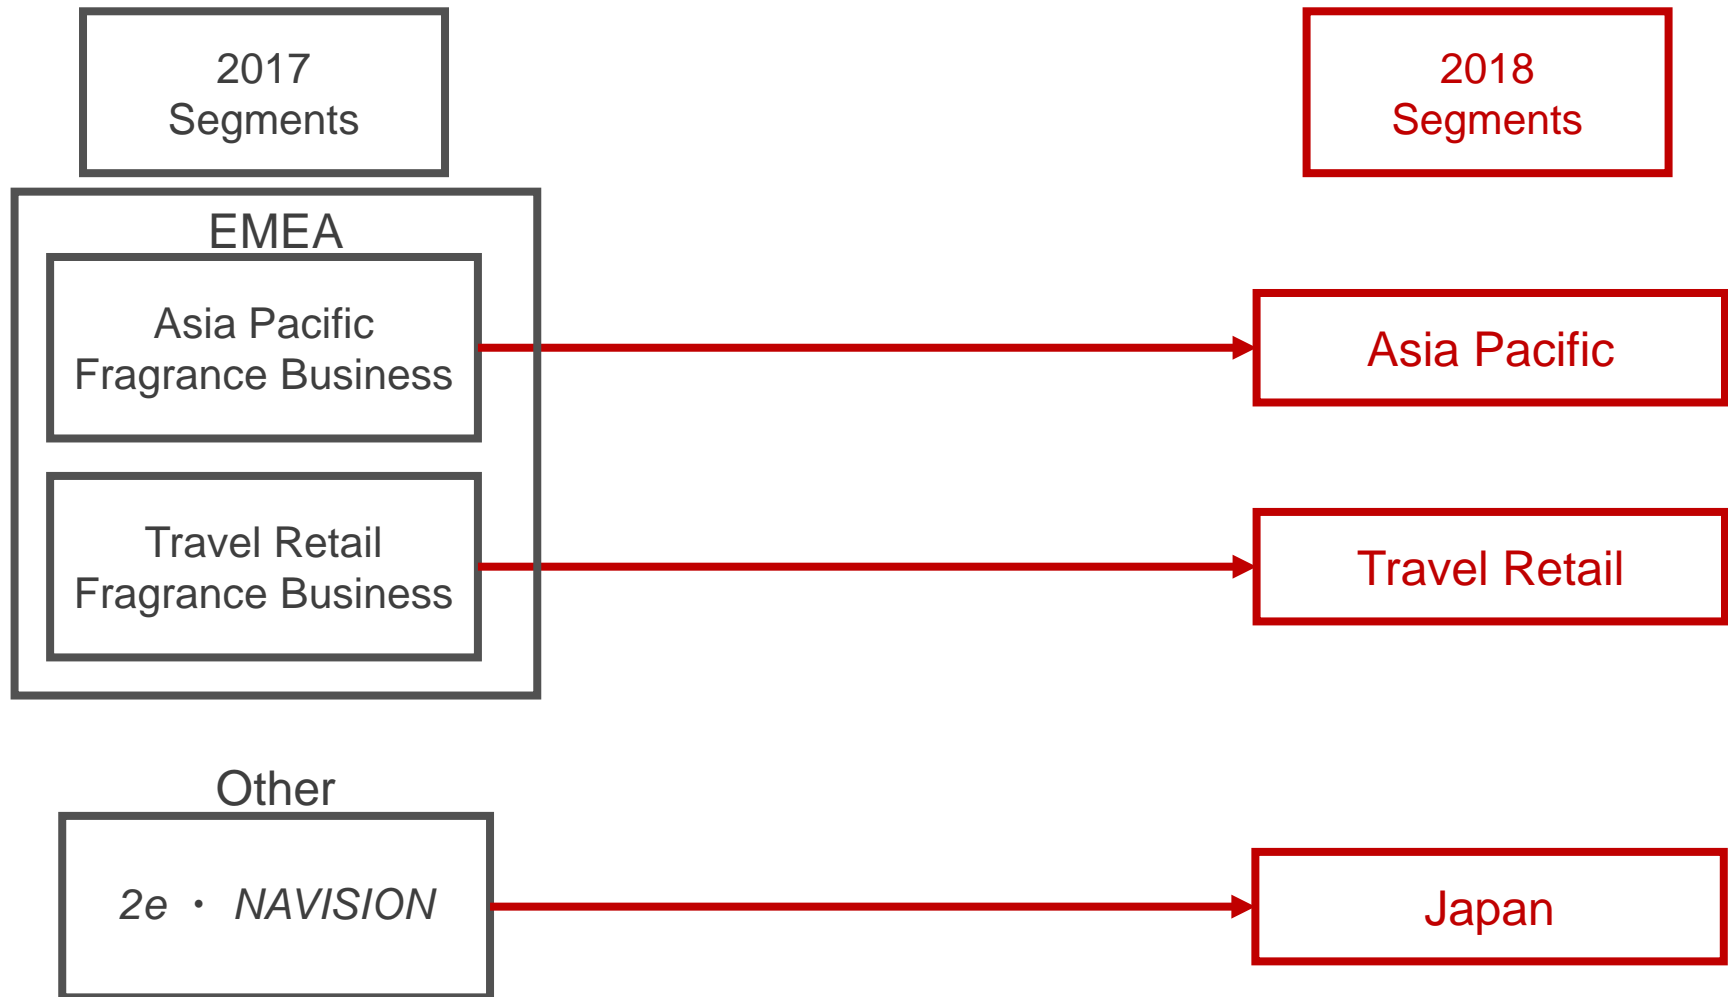 2017
Segments
2018
Segments
EMEA
Asia Pacific
Fragrance Business
Asia Pacific
Travel Retail
Fragrance Business
Travel Retail
Other
2e ・ NAVISION
Japan